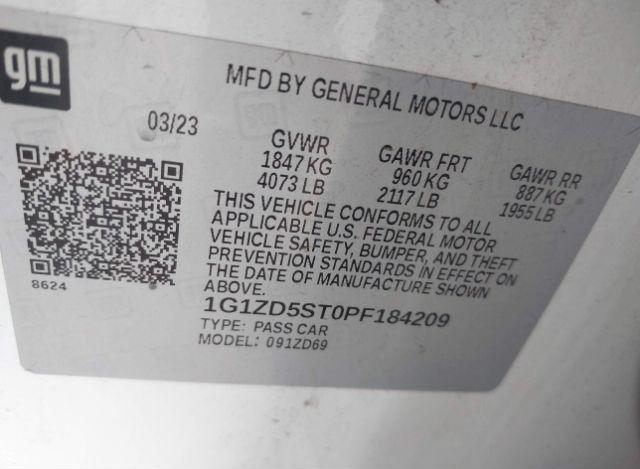 gm
MFD BY GENERAL MOTORS LLC
03/23
GVWR
1847 KG
4073 LB
GAWR FRT
960 KG
2117 LB
GAWR RR
887 KG
1955 LB
THIS VEHICLE CONFORMS TO ALL
APPLICABLE U.S. FEDERAL MOTOR
VEHICLE SAFETY, BUMPER, AND THEFT
PREVENTION STANDARDS IN EFFECT ON
THE DATE OF MANUFACTURE SHOWN
ABOVE.
8624
1G1ZD5ST0PF184209
TYPE: PASS CAR
MODEL: 091ZD69